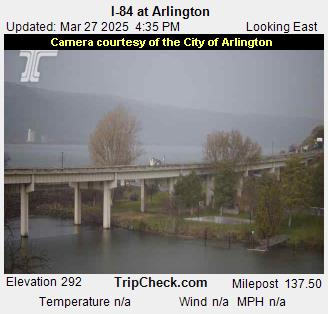 I-84 at Arlington
Updated: Mar 27 2025 4:35 PM Looking East
Camera courtesy of the City of Arlington
Elevation 292 TripCheck.com Milepost 137.50
Temperature n/a Wind n/a MPH n/a